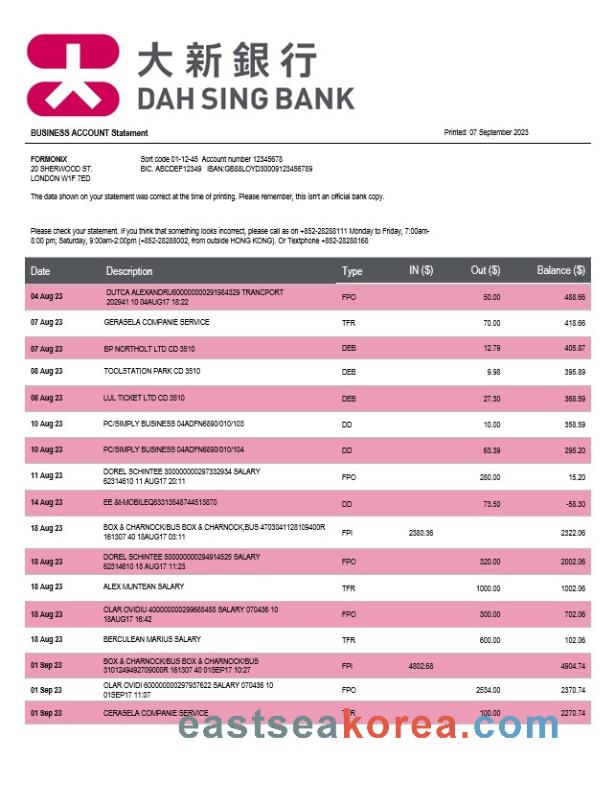 大新銀行
DAH SING BANK
BUSINESS ACCOUNT Statement Printed: 07 September 2023
FORMONIX Sort code 01-12-45 Account number 12345678
20 SHERWOOD ST. BIC. ABCDEF12349 IBAN:GB88LOYD30009123456789
LONDON W1F 7ED
The data shown on your statement was correct at the time of printing. Please remember, this isn't an official bank copy.
Please check your statement. If you think that something looks incorrect, please call as on +852-28288111 Monday to Friday, 7:00am-
8:00 pm; Saturday, 9:00am-2:00pm (+852-28288002, from outside HONG KONG). Or Textphone +852-28288168
Date Description Type IN ($) Out ($) Balance ($)
04 Aug 23 DUTCA ALEXANDRU600000000291984329 TRANCPORT FPO 50.00 488.66
202941 10 04AUG17 18:22
07 Aug 23 GERASELA COMPANIE SERVICE TFR 70.00 418.66
07 Aug 23 BP NORTHOLT LTD CD 3510 DEB 12.79 405.87
08 Aug 23 TOOLSTATION PARK CD 3510 DEB 9.98 395.89
08 Aug 23 LUL TICKET LTD CD 3510 DEB 27.30 368.59
10 Aug 23 PC/SIMPLY BUSINESS 04ADFN6890/010/103 DD 10.00 358.59
10 Aug 23 PC/SIMPLY BUSINESS 04ADFN6890/010/104 DD 63.39 295.20
11 Aug 23 DOREL SCHINTEE 300000000297332934 SALARY FPO 280.00 15.20
62314610 11 AUG17 20:11
14 Aug 23 EE &t-MOBILEQ63313548744513870 DD 73.50 -58.30
18 Aug 23 BOX & CHARNOCK/BUS BOX & CHARNOCK,BUS 4703041128109400R FPI 2380.36 2322.06
161307 40 18AUG17 03:11
18 Aug 23 DOREL SCHINTEE 500000000294914525 SALARY FPO 320.00 2002.06
62314610 18 AUG17 11:23
18 Aug 23 ALEX MUNTEAN SALARY TFR 1000.00 1002.06
18 Aug 23 OLAR OVIDIU 400000000299685458 SALARY 070436 10 FPO 300.00 702.06
18AUG17 16:42
18 Aug 23 BERCULEAN MARIUS SALARY TFR 600.00 102.06
01 Sep 23 BOX & CHARNOCK/BUS BOX & CHARNOCK/BUS FPI 4802.68 4904.74
3101249492709000R 161307 40 01SEP17 10:27
01 Sep 23 OLAR OVIDI 600000000297937622 SALARY 070436 10 FPO 2534.00 2370.74
01SEP17 11:07
01 Sep 23 CERASELA COMPANIE SERVICE TFR 100.00 2270.74
eastseakorea.com